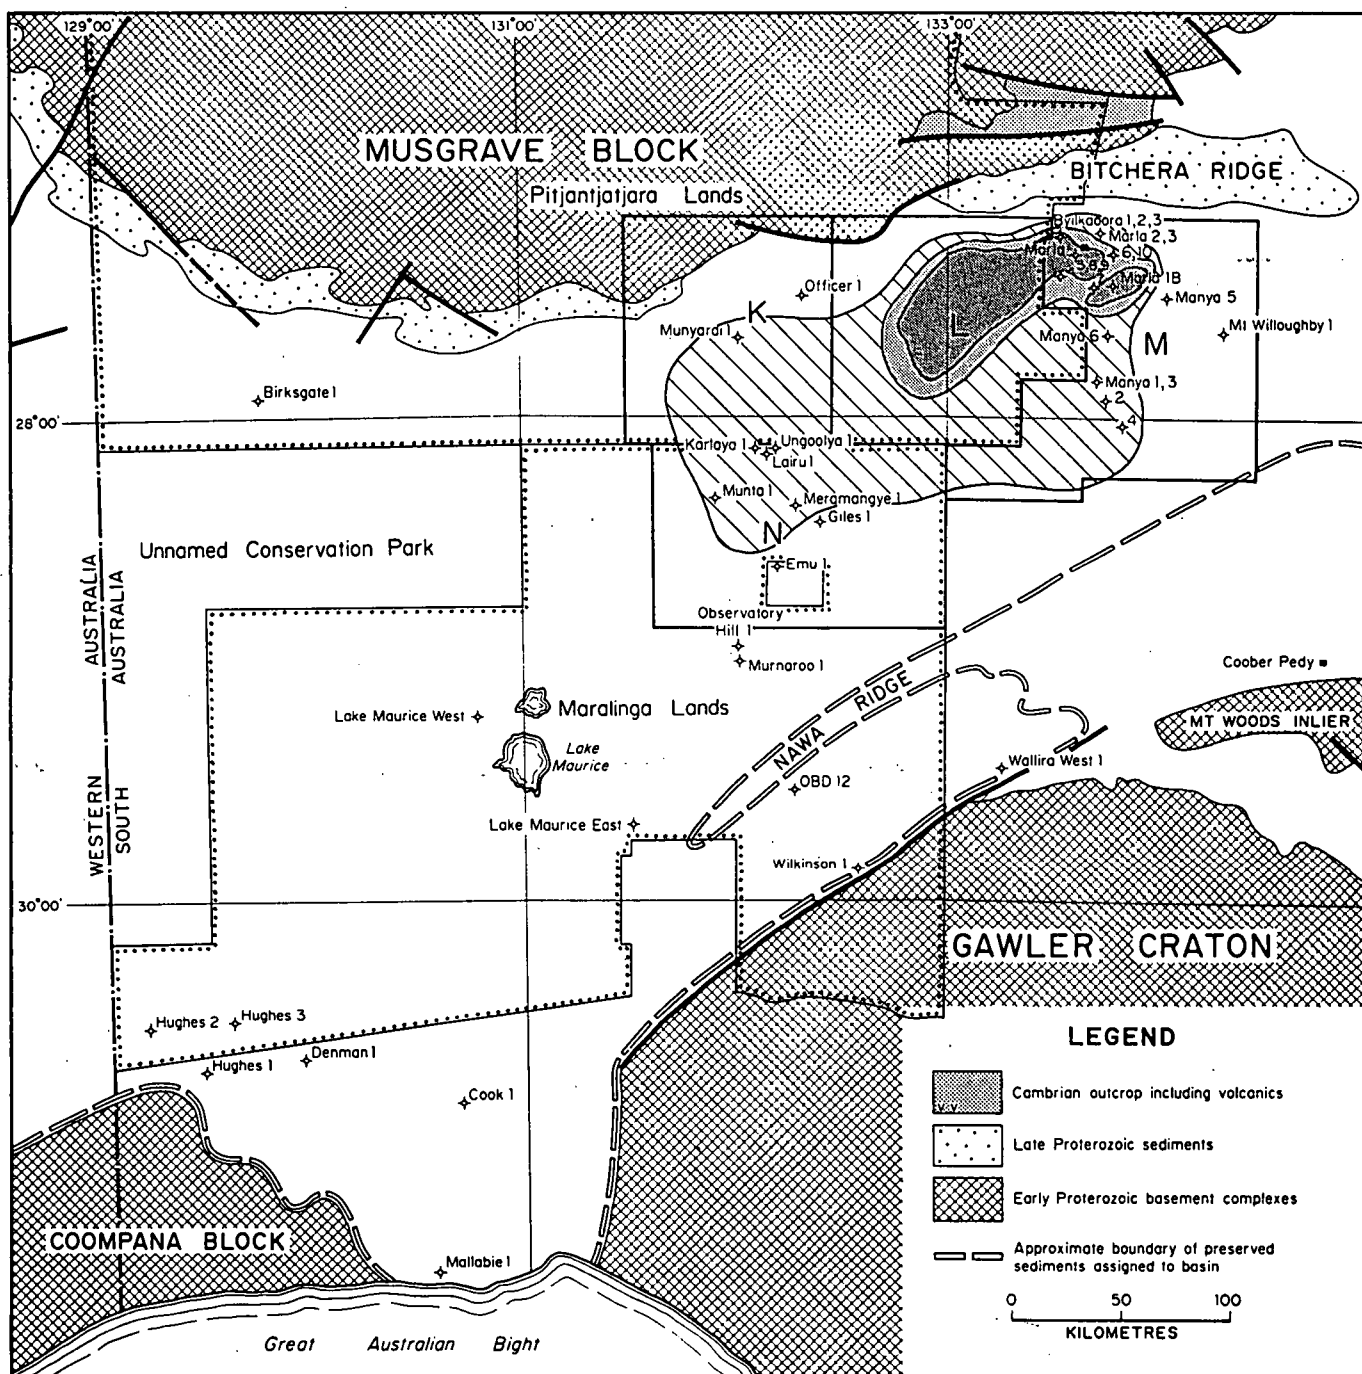 129°00'
131°00'
133°00'
MUSGRAVE BLOCK
Pitjantjatjara Lands
BITCHERA RIDGE
Byilkadora 1,2,3
Marla 2,3
Marla
6,10
Marla 1B
Manya 5
Officer 1
K
L
M
Munyardi 1
Manya 6
Mt Willoughby 1
Manya 1,3
2
4
Birksgate 1
28°00'
Karlaya 1
Ungoolya 1
Lairu 1
Munta 1
Mergmangye 1
Giles 1
N
Unnamed Conservation Park
Emu 1
Observatory
Hill 1
Murnaroo 1
WESTERN AUSTRALIA
SOUTH AUSTRALIA
Coober Pedy
MT WOODS INLIER
NAWA RIDGE
Lake Maurice West
Maralinga Lands
Lake
Maurice
OBD 12
Wallira West 1
Lake Maurice East
Wilkinson 1
30°00'
GAWLER CRATON
Hughes 2
Hughes 3
Hughes 1
Denman 1
Cook 1
COOMPANA BLOCK
Mallabie 1
Great Australian Bight
LEGEND
Cambrian outcrop including volcanics
v v
Late Proterozoic sediments
Early Proterozoic basement complexes
Approximate boundary of preserved
sediments assigned to basin
0 50 100
KILOMETRES